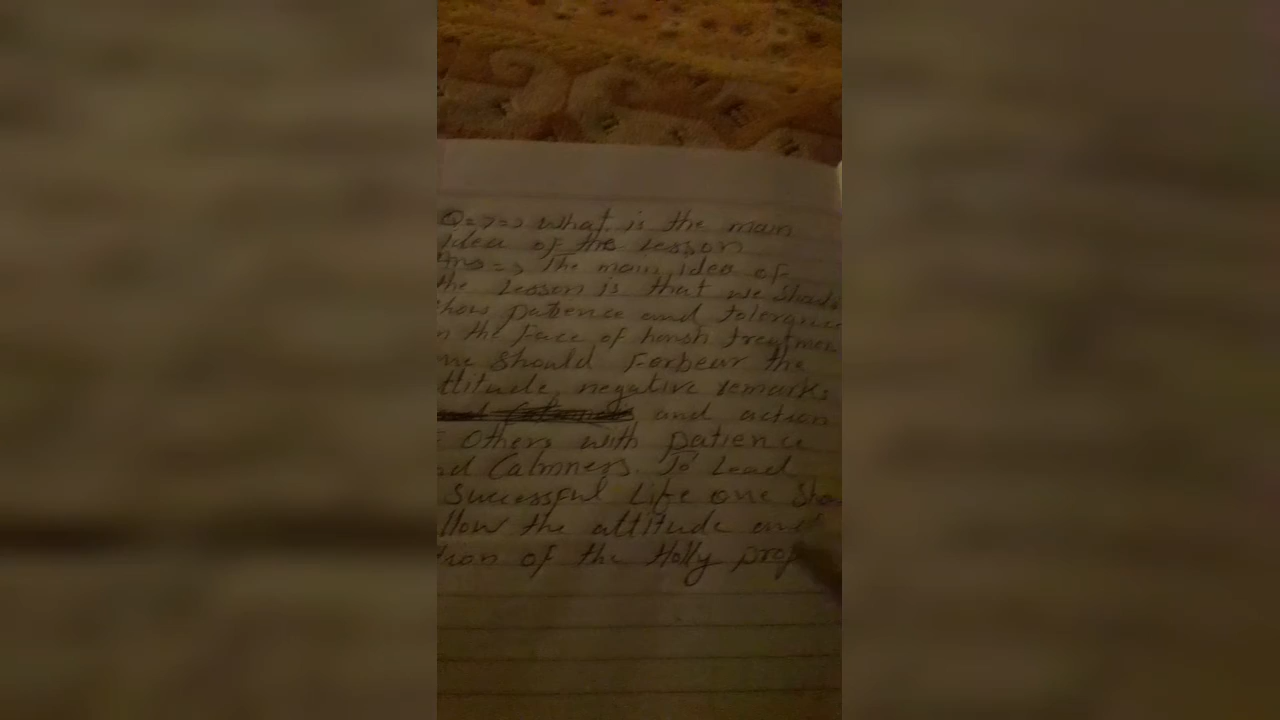 Q=>=> What is the main
idea of the Lesson
Ans=> The main idea of
the Lesson is that we Should
show patience and tolerance
n the Face of harsh treatmen
we Should Forbear the
ttitude negative remarks
and action
Others with patience
nd Calmness. To Lead
Successful Life one Sho
llow the attitude and
tion of the Holly prop